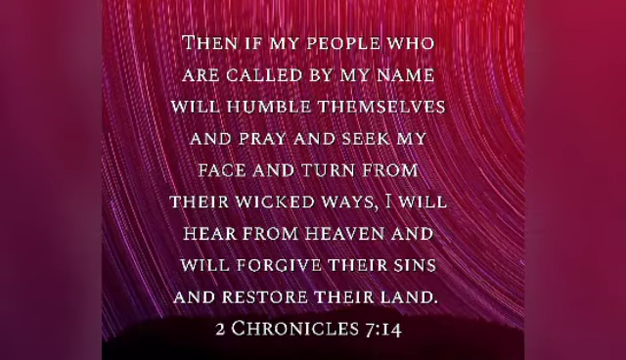 Then if my people who
are called by my name
will humble themselves
and pray and seek my
face and turn from
their wicked ways, I will
hear from heaven and
will forgive their sins
and restore their land.
2 Chronicles 7:14